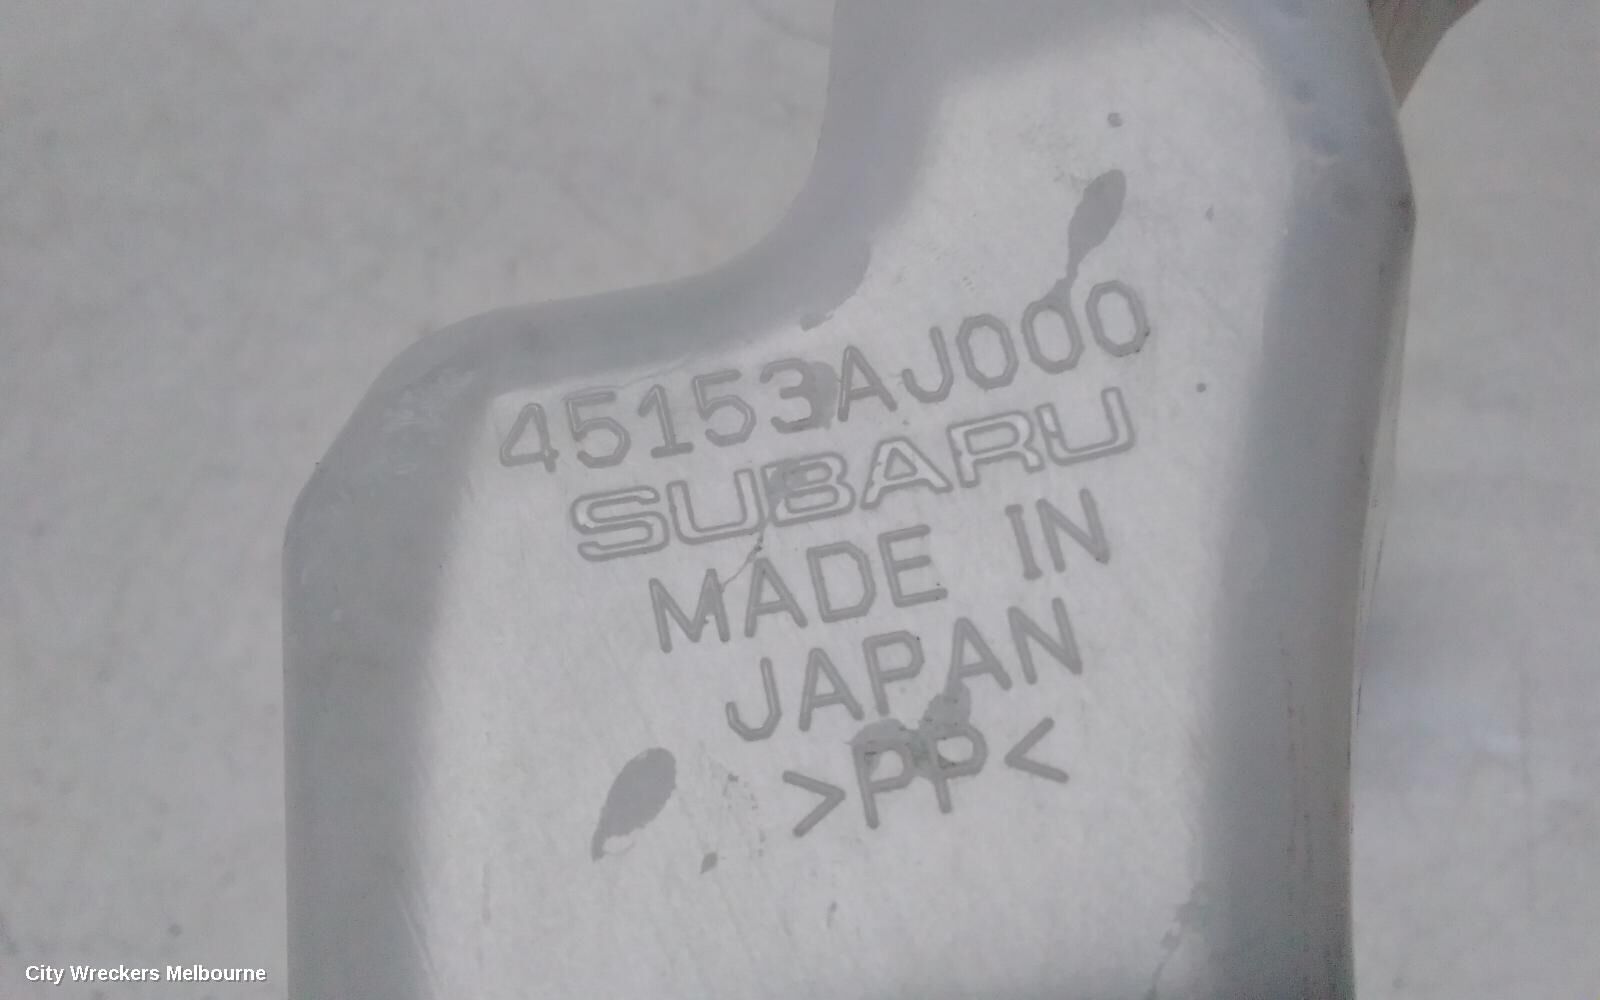 45153AJ000
SUBARU
MADE IN
JAPAN
>PP<
City Wreckers Melbourne